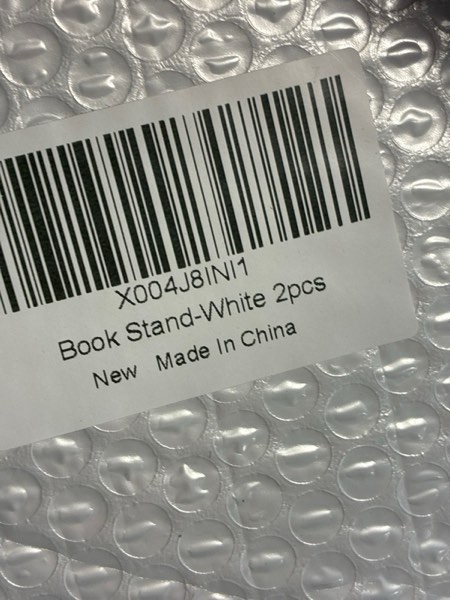 X004J8INI1
Book Stand-White 2pcs
New Made In China